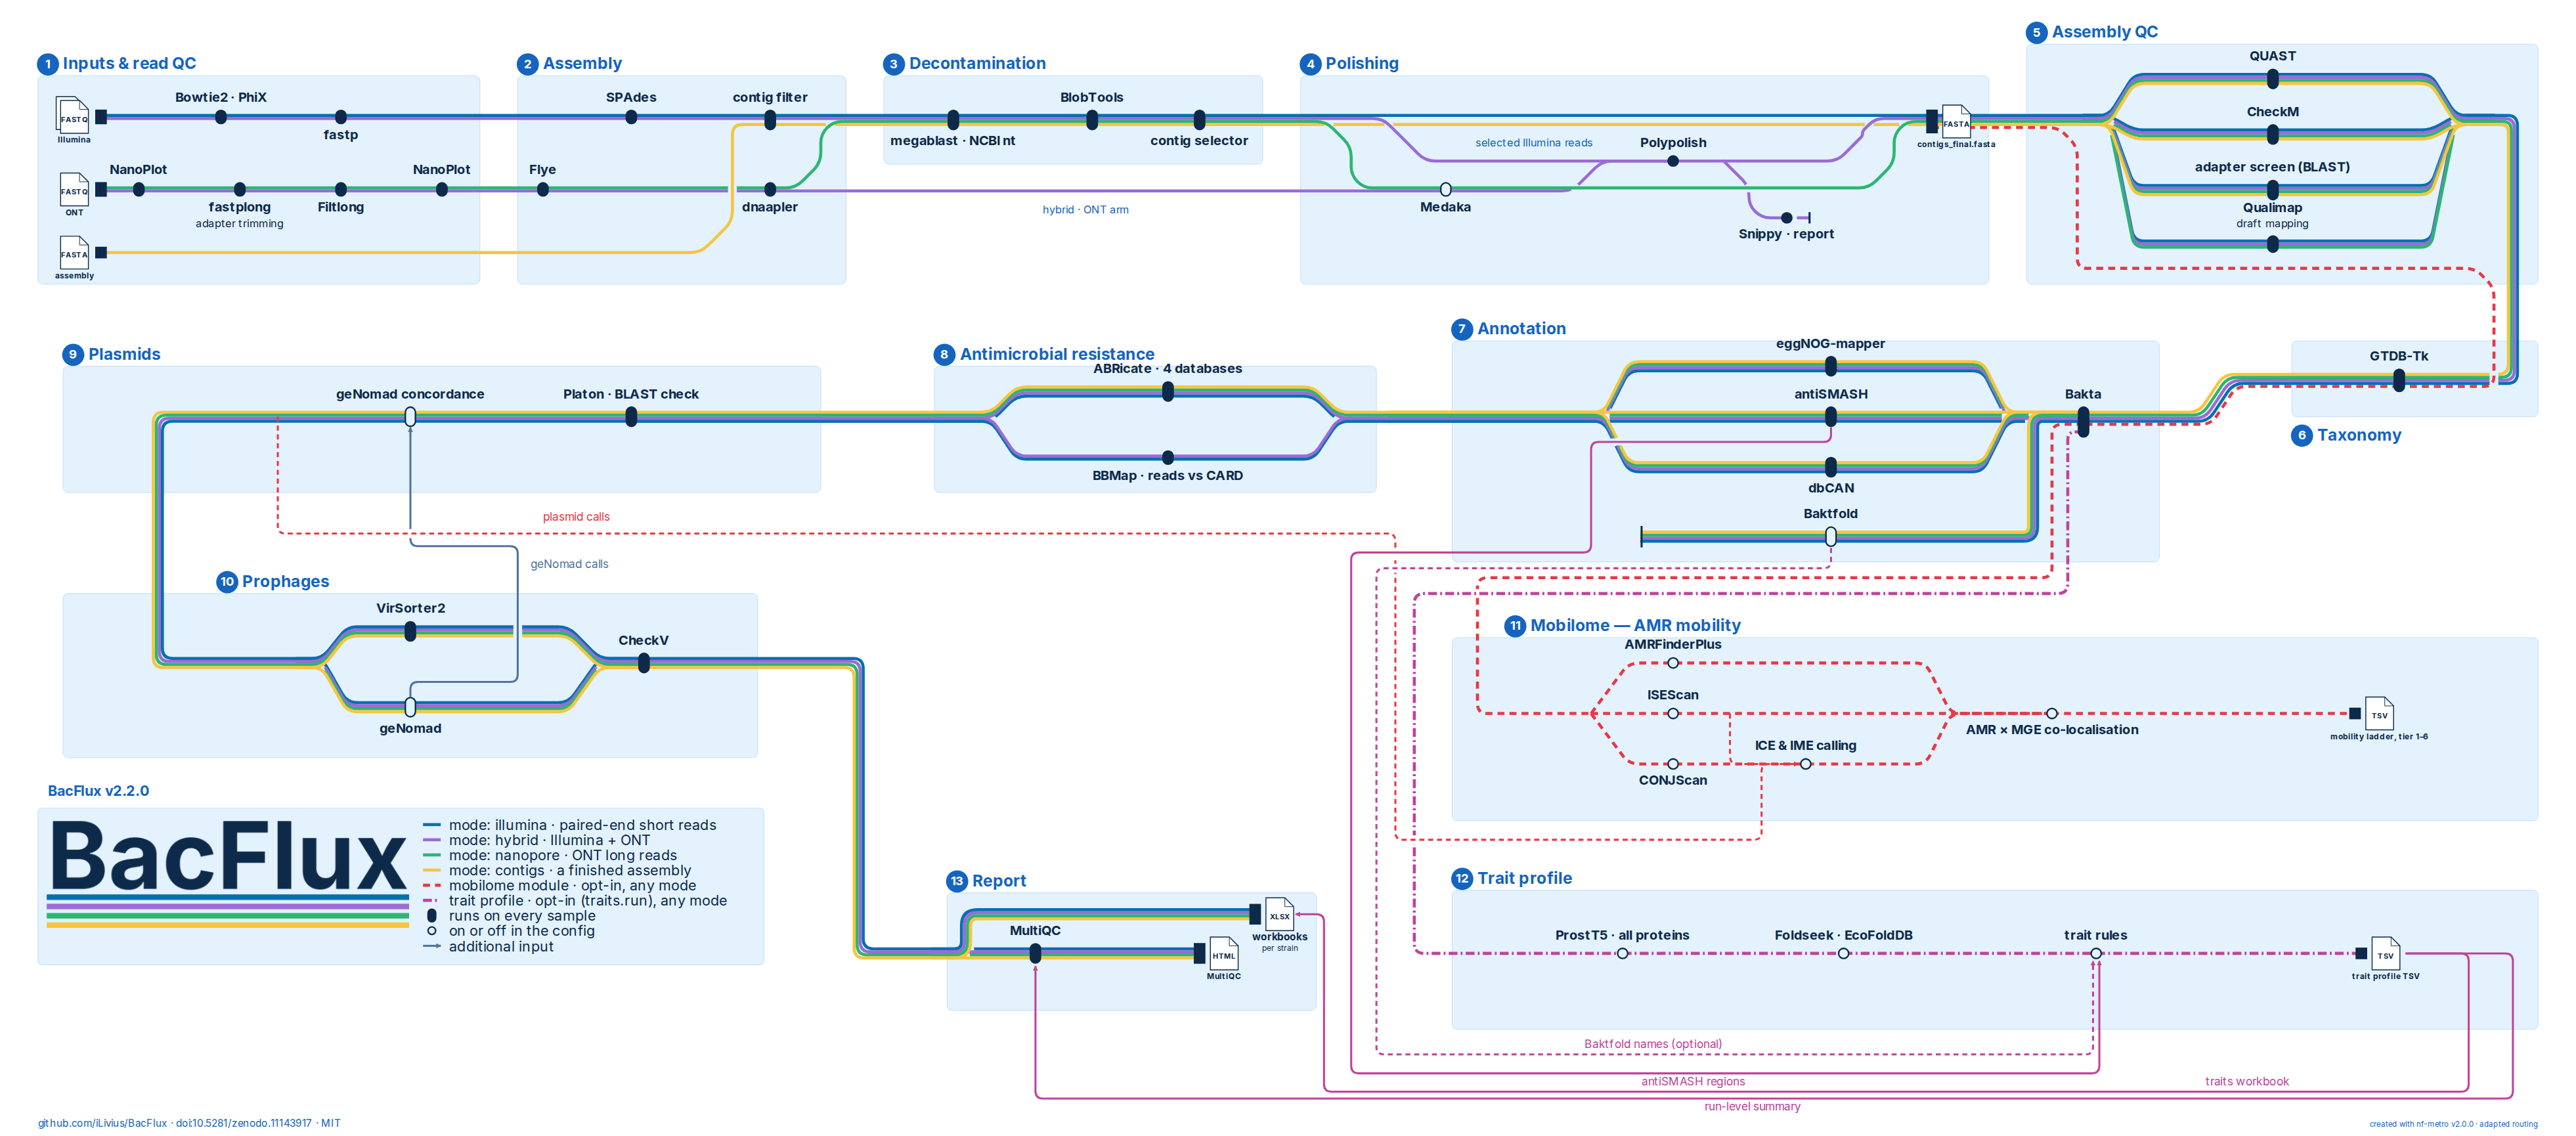 1 Inputs & read QC
FASTQ
Illumina
Bowtie2 · PhiX
fastp
FASTQ
ONT
NanoPlot
fastplong
adapter trimming
Filtlong
NanoPlot
FASTA
assembly
2 Assembly
SPAdes
contig filter
Flye
dnaapler
3 Decontamination
megablast · NCBI nt
BlobTools
contig selector
hybrid · ONT arm
4 Polishing
selected Illumina reads
Polypolish
Medaka
Snippy · report
FASTA
contigs_final.fasta
5 Assembly QC
QUAST
CheckM
adapter screen (BLAST)
Qualimap
draft mapping
GTDB-Tk
6 Taxonomy
7 Annotation
eggNOG-mapper
antiSMASH
Bakta
dbCAN
Baktfold
8 Antimicrobial resistance
ABRicate · 4 databases
BBMap · reads vs CARD
9 Plasmids
geNomad concordance
Platon · BLAST check
plasmid calls
geNomad calls
10 Prophages
VirSorter2
CheckV
geNomad
11 Mobilome — AMR mobility
AMRFinderPlus
ISEScan
ICE & IME calling
CONJScan
AMR × MGE co-localisation
TSV
mobility ladder, tier 1-6
12 Trait profile
ProstT5 · all proteins
Foldseek · EcoFoldDB
trait rules
TSV
trait profile TSV
13 Report
MultiQC
XLSX
workbooks
per strain
HTML
MultiQC
Baktfold names (optional)
antiSMASH regions
traits workbook
run-level summary
BacFlux v2.2.0
BacFlux
mode: illumina · paired-end short reads
mode: hybrid · Illumina + ONT
mode: nanopore · ONT long reads
mode: contigs · a finished assembly
mobilome module · opt-in, any mode
trait profile · opt-in (traits.run), any mode
runs on every sample
on or off in the config
additional input
github.com/iLivius/BacFlux · doi:10.5281/zenodo.11143917 · MIT
created with nf-metro v2.0.0 · adapted routing